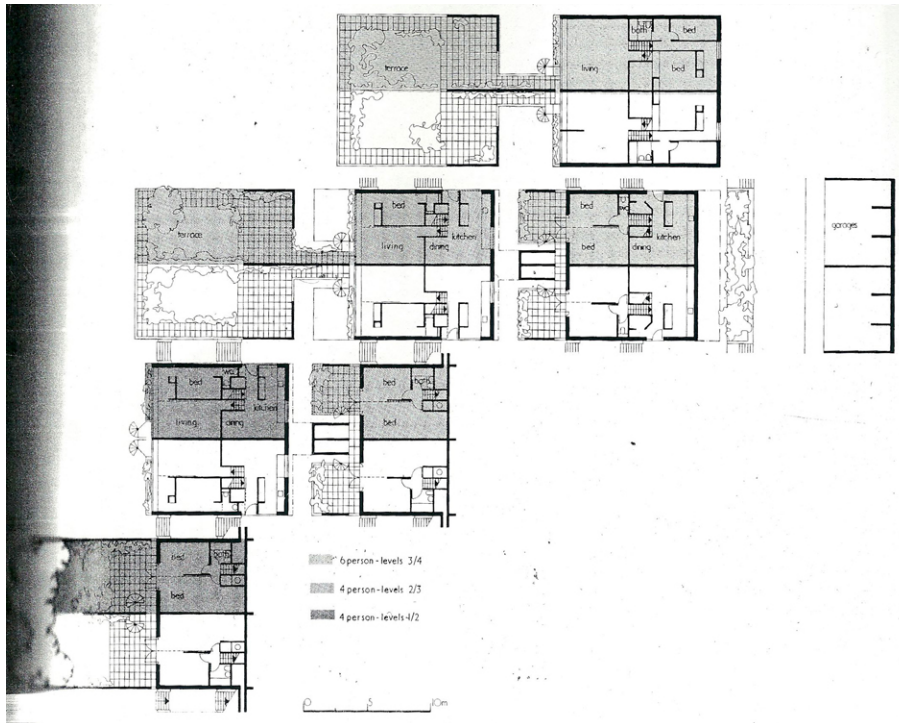 bath
bed
living
bed
terrace
bed
living
dining
kitchen
terrace
bed
wc
bed
dining
kitchen
garages
bed
wc
kitchen
living
dining
bed
bath
bed
bed
bath
bed
6 person - levels 3/4
4 person - levels 2/3
4 person - levels 1/2
0 5 10m